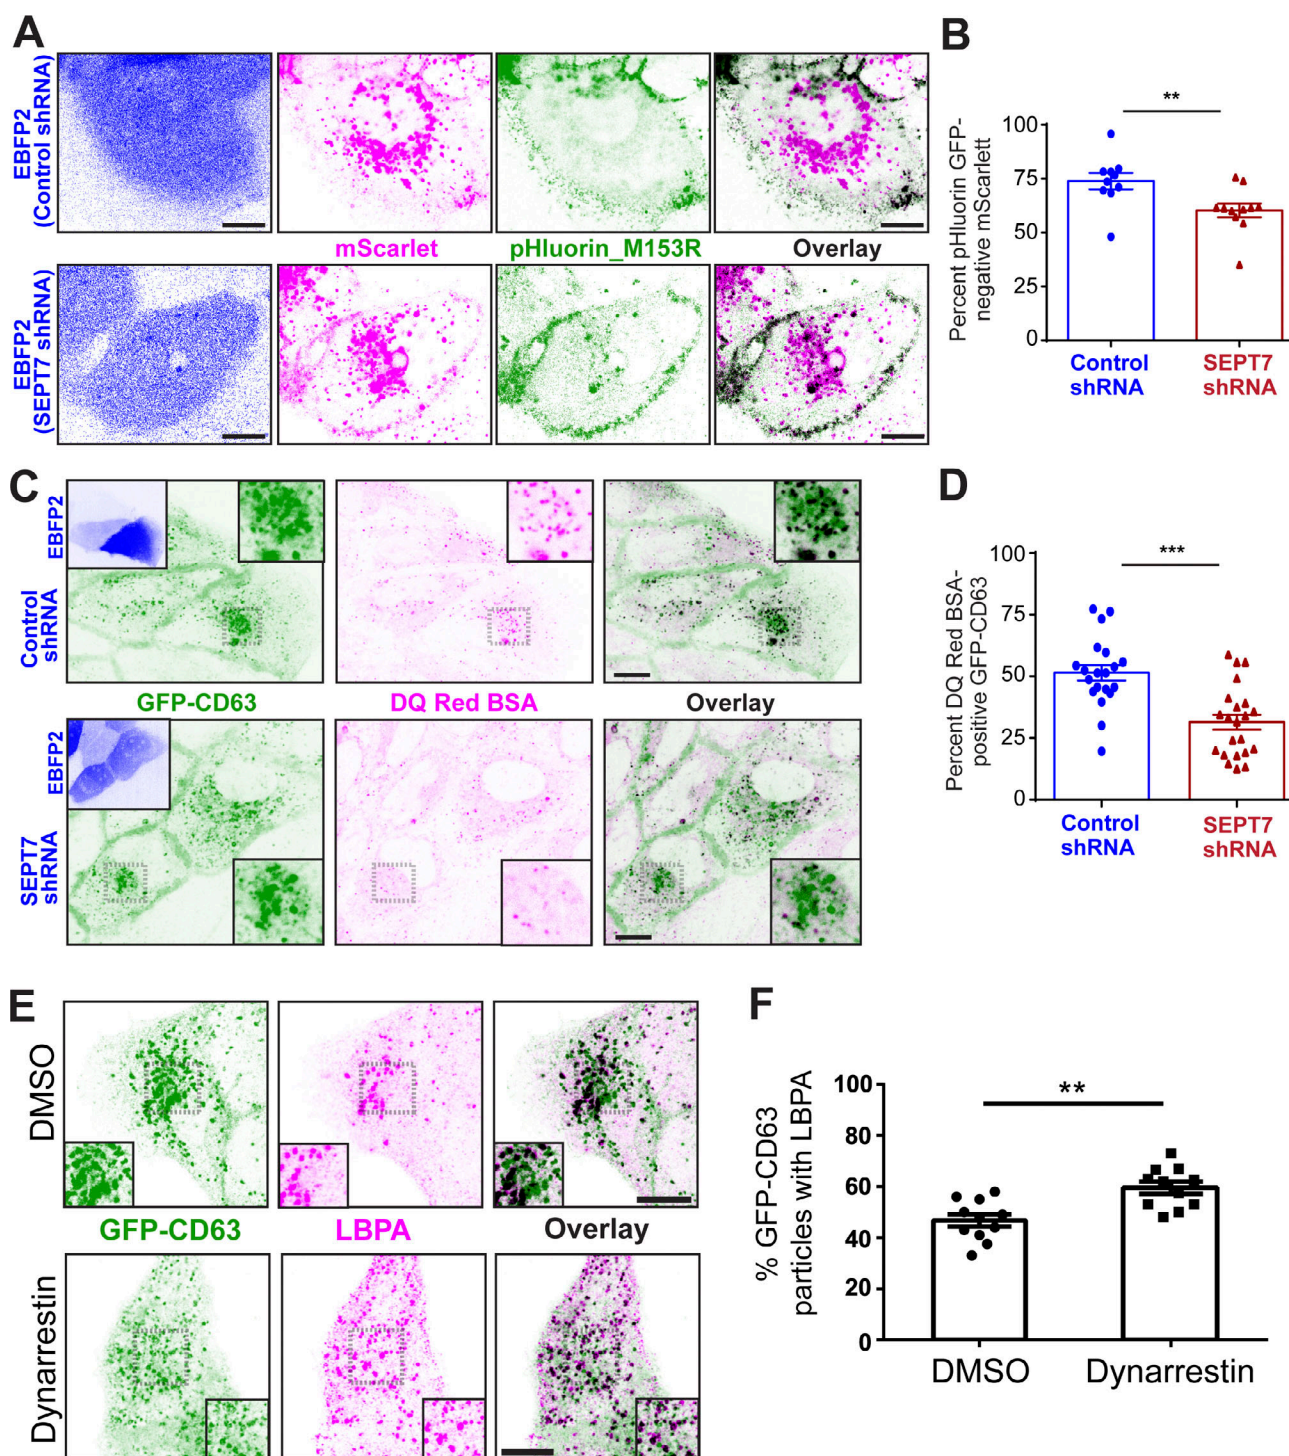 A
EBFP2
(Control shRNA)
mScarlet
pHluorin_M153R
Overlay
EBFP2
(SEPT7 shRNA)
B
**
Percent pHluorin GFP-
negative mScarlett
100
75
50
25
0
Control
shRNA
SEPT7
shRNA
C
EBFP2
Control
shRNA
GFP-CD63
DQ Red BSA
Overlay
EBFP2
SEPT7
shRNA
D
***
Percent DQ Red BSA-
positive GFP-CD63
100
75
50
25
0
Control
shRNA
SEPT7
shRNA
E
DMSO
GFP-CD63
LBPA
Overlay
Dynarrestin
F
**
% GFP-CD63
particles with LBPA
100
80
60
40
20
0
DMSO
Dynarrestin